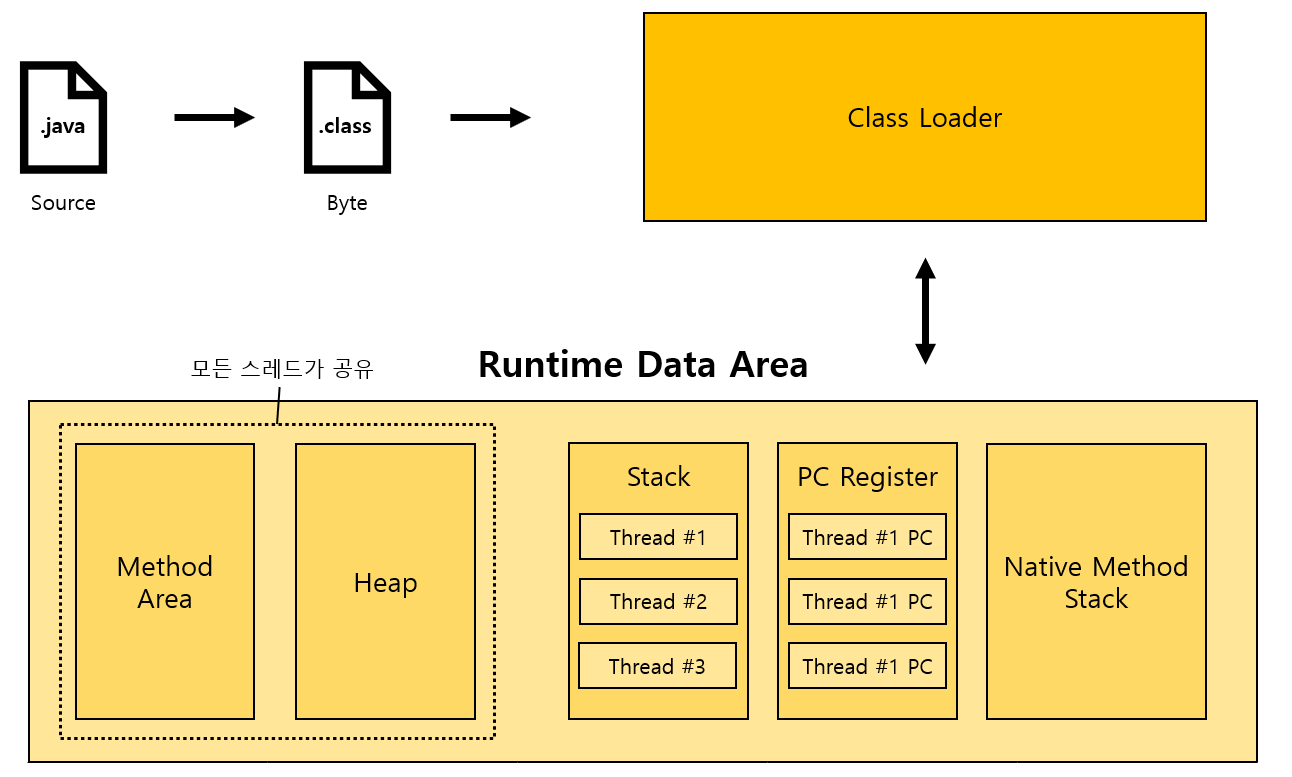 .java
.class
Source
Byte
Class Loader
모든 스레드가 공유
Runtime Data Area
Method
Area
Heap
Stack
Thread #1
Thread #2
Thread #3
PC Register
Thread #1 PC
Thread #1 PC
Thread #1 PC
Native Method
Stack